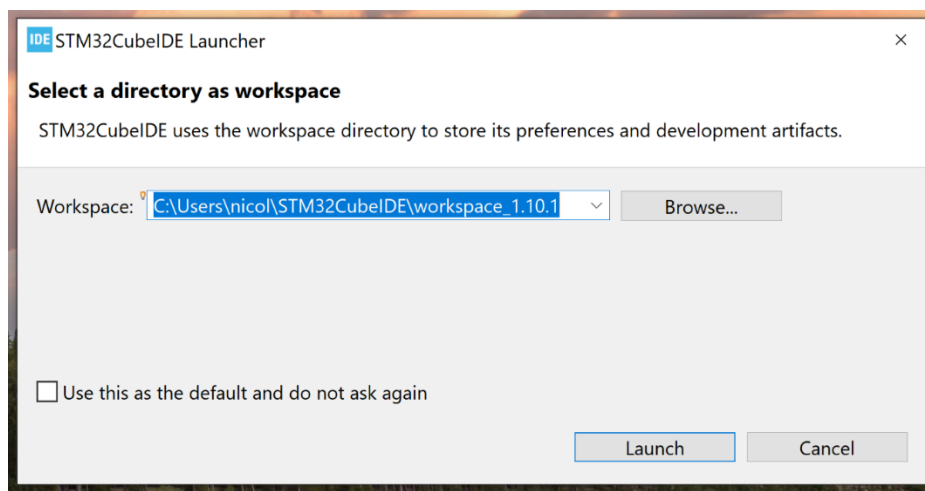 IDE STM32CubeIDE Launcher
Select a directory as workspace
STM32CubeIDE uses the workspace directory to store its preferences and development artifacts.
Workspace: C:\Users\nicol\STM32CubeIDE\workspace_1.10.1 Browse...
Use this as the default and do not ask again
Launch Cancel